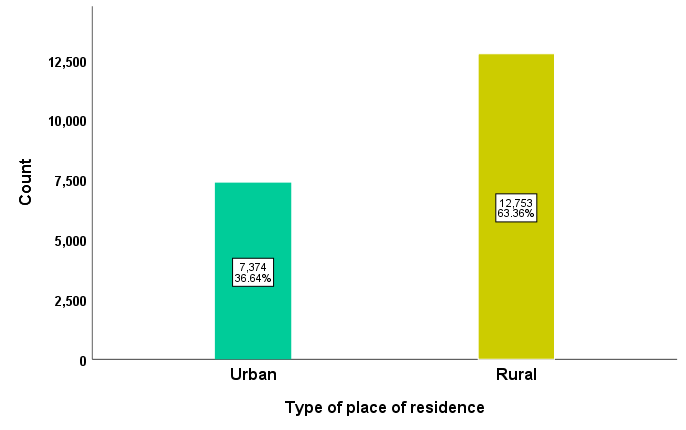 12,500
10,000
7,500
5,000
2,500
0
Count
7,374
36.64%
12,753
63.36%
Urban
Rural
Type of place of residence